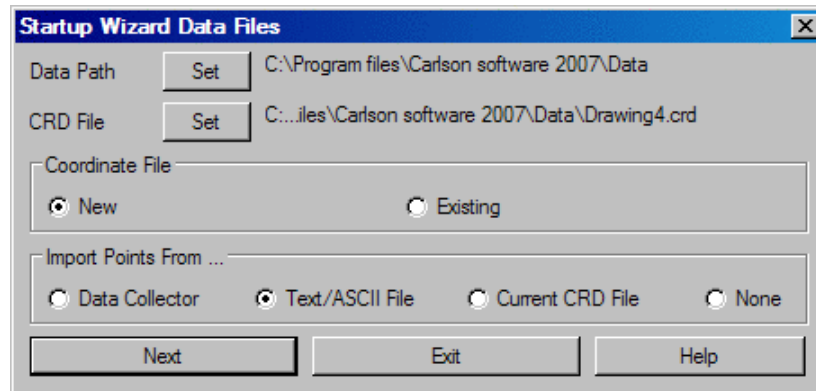 Startup Wizard Data Files
Data Path Set C:\Program files\Carlson software 2007\Data
CRD File Set C:...iles\Carlson software 2007\Data\Drawing4.crd
Coordinate File
New Existing
Import Points From ...
Data Collector Text/ASCII File Current CRD File None
Next Exit Help